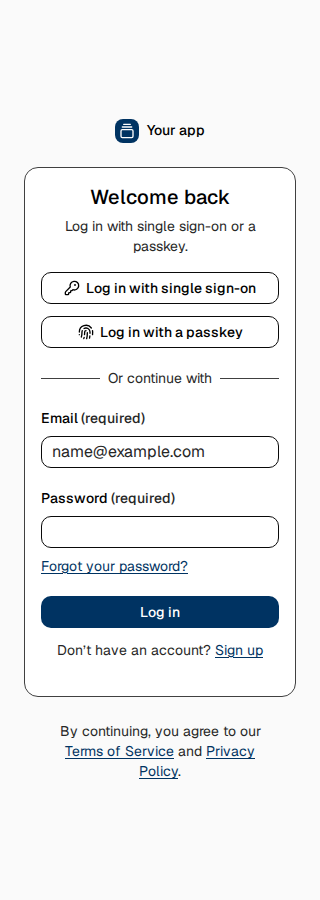 Your app
Welcome back
Log in with single sign-on or a
passkey.
Log in with single sign-on
Log in with a passkey
Or continue with
Email (required)
name@example.com
Password (required)
Forgot your password?
Log in
Don’t have an account? Sign up
By continuing, you agree to our
Terms of Service and Privacy
Policy.